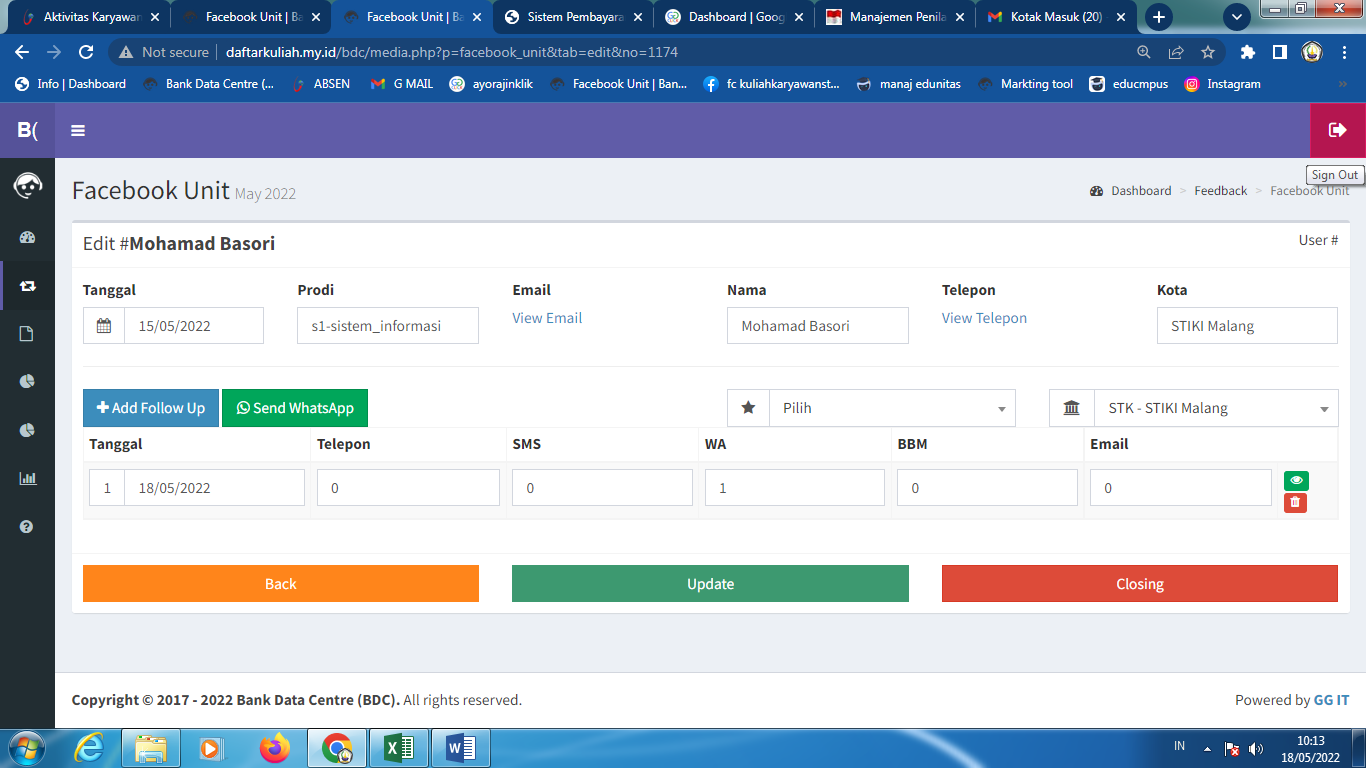 Aktivitas Karyawan
Facebook Unit | Ba
Facebook Unit | Ba
Sistem Pembayara
Dashboard | Goog
Manajemen Penila
Kotak Masuk (20)
Not secure
daftarkuliah.my.id/bdc/media.php?p=facebook_unit&tab=edit&no=1174
Info | Dashboard
Bank Data Centre (...
ABSEN
G MAIL
ayorajinklik
Facebook Unit | Ban...
fc kuliahkaryawanst...
manaj edunitas
Markting tool
educmpus
Instagram
»
B(
Sign Out
Facebook Unit May 2022
Dashboard > Feedback > Facebook Unit
Edit #Mohamad Basori
User #
Tanggal Prodi Email Nama Telepon Kota
15/05/2022 s1-sistem_informasi View Email Mohamad Basori View Telepon STIKI Malang
Add Follow Up Send WhatsApp Pilih STK - STIKI Malang
Tanggal Telepon SMS WA BBM Email
1 18/05/2022 0 0 1 0 0
Back Update Closing
Copyright © 2017 - 2022 Bank Data Centre (BDC). All rights reserved.
Powered by GG IT
IN
10:13
18/05/2022